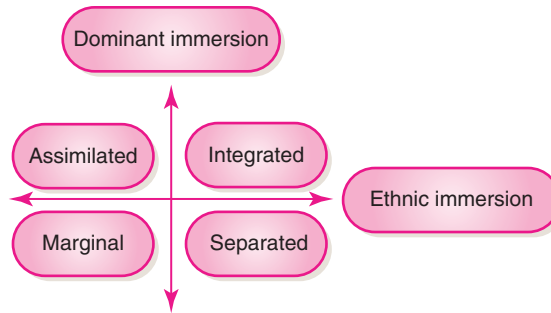 Dominant immersion
Assimilated
Integrated
Ethnic immersion
Marginal
Separated